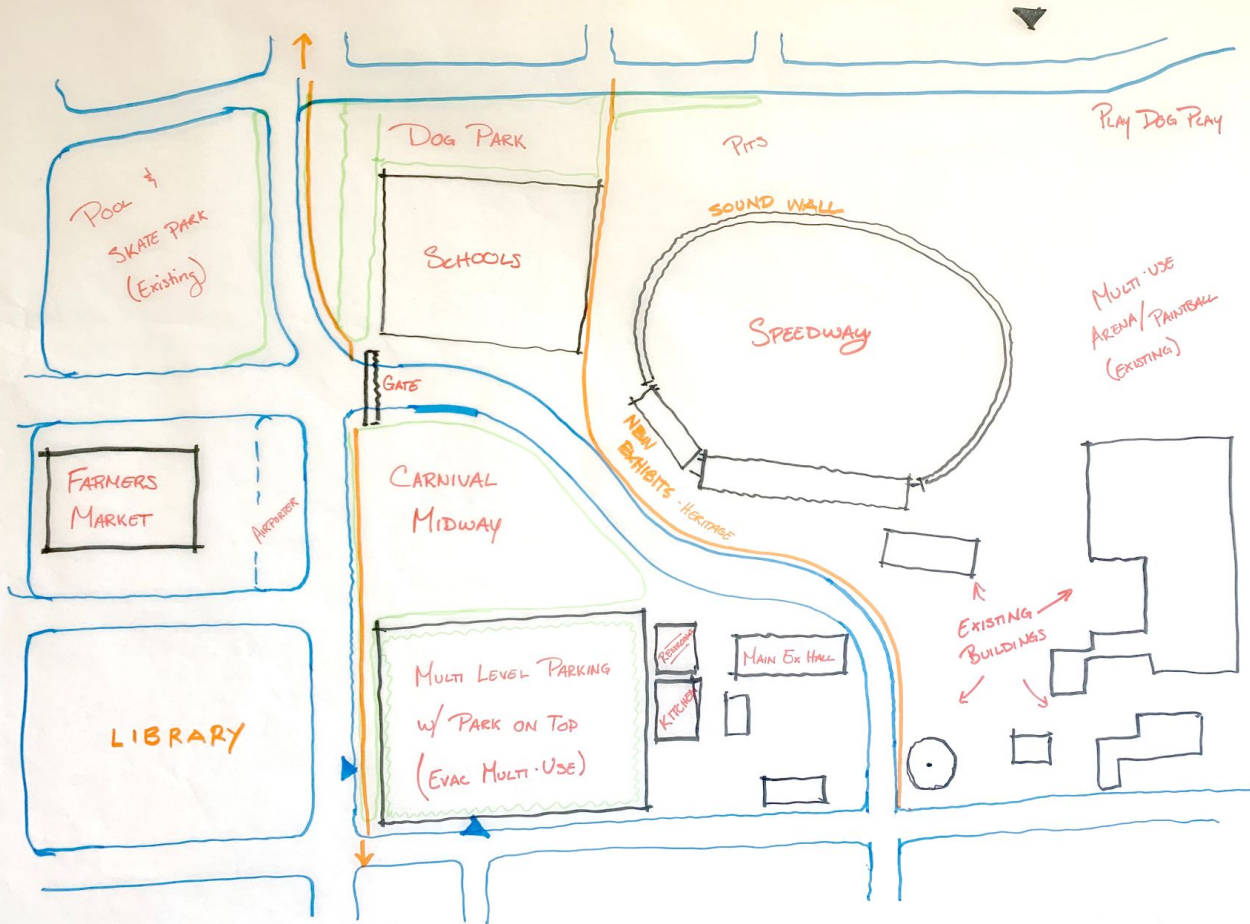 DOG PARK
PITS
PLAY DOG PLAY
POOL
&
SKATE PARK
(Existing)
SOUND WALL
SCHOOLS
SPEEDWAY
MULTI-USE
ARENA/PAINTBALL
(EXISTING)
GATE
NEW
EXHIBITS - HERITAGE
FARMERS
MARKET
AIRPORTER
CARNIVAL
MIDWAY
EXISTING
BUILDINGS
RESTROOMS
MAIN EX HALL
MULTI LEVEL PARKING
W/ PARK ON TOP
(EVAC MULTI-USE)
KITCHEN
LIBRARY